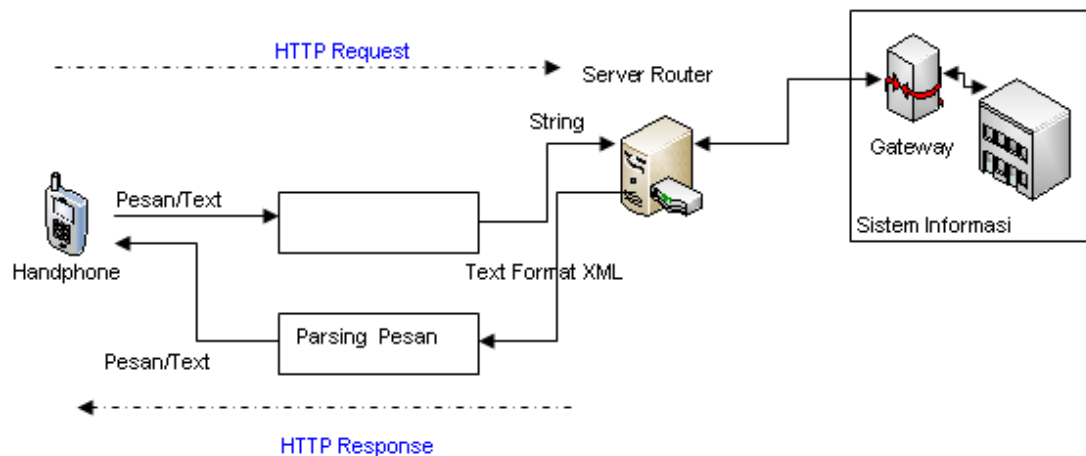 HTTP Request
Server Router
String
Gateway
Pesan/Text
Sistem Informasi
Handphone
Text Format XML
Parsing Pesan
Pesan/Text
HTTP Response